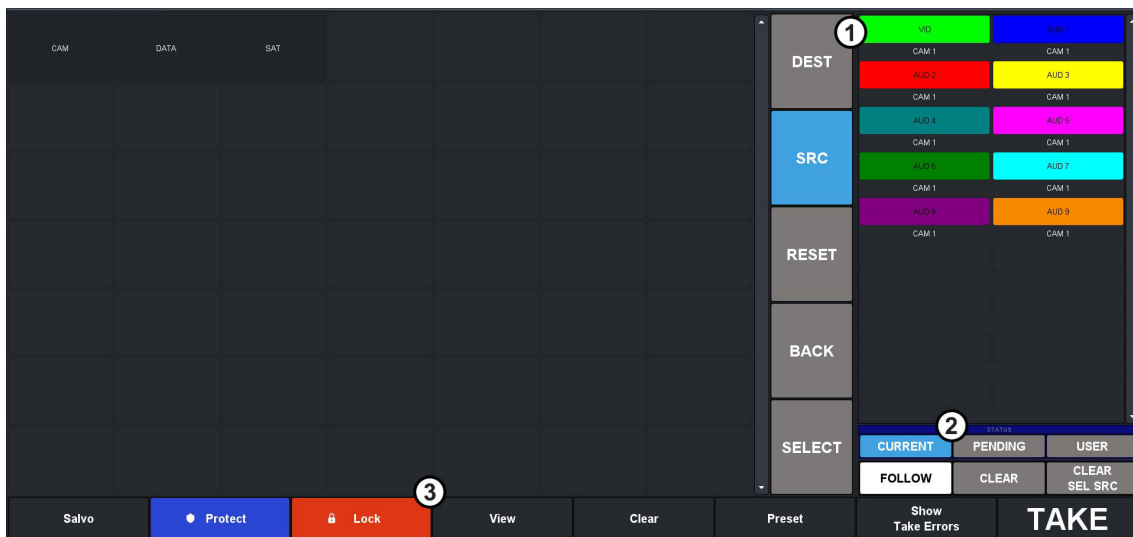 CAM DATA SAT
DEST
SRC
RESET
BACK
SELECT
1
VID AUD 1
CAM 1 CAM 1
AUD 2 AUD 3
CAM 1 CAM 1
AUD 4 AUD 5
CAM 1 CAM 1
AUD 6 AUD 7
CAM 1 CAM 1
AUD 8 AUD 9
CAM 1 CAM 1
2
STATUS
CURRENT PENDING USER
FOLLOW CLEAR CLEAR
SEL SRC
3
Salvo Protect Lock View Clear Preset Show
Take Errors TAKE